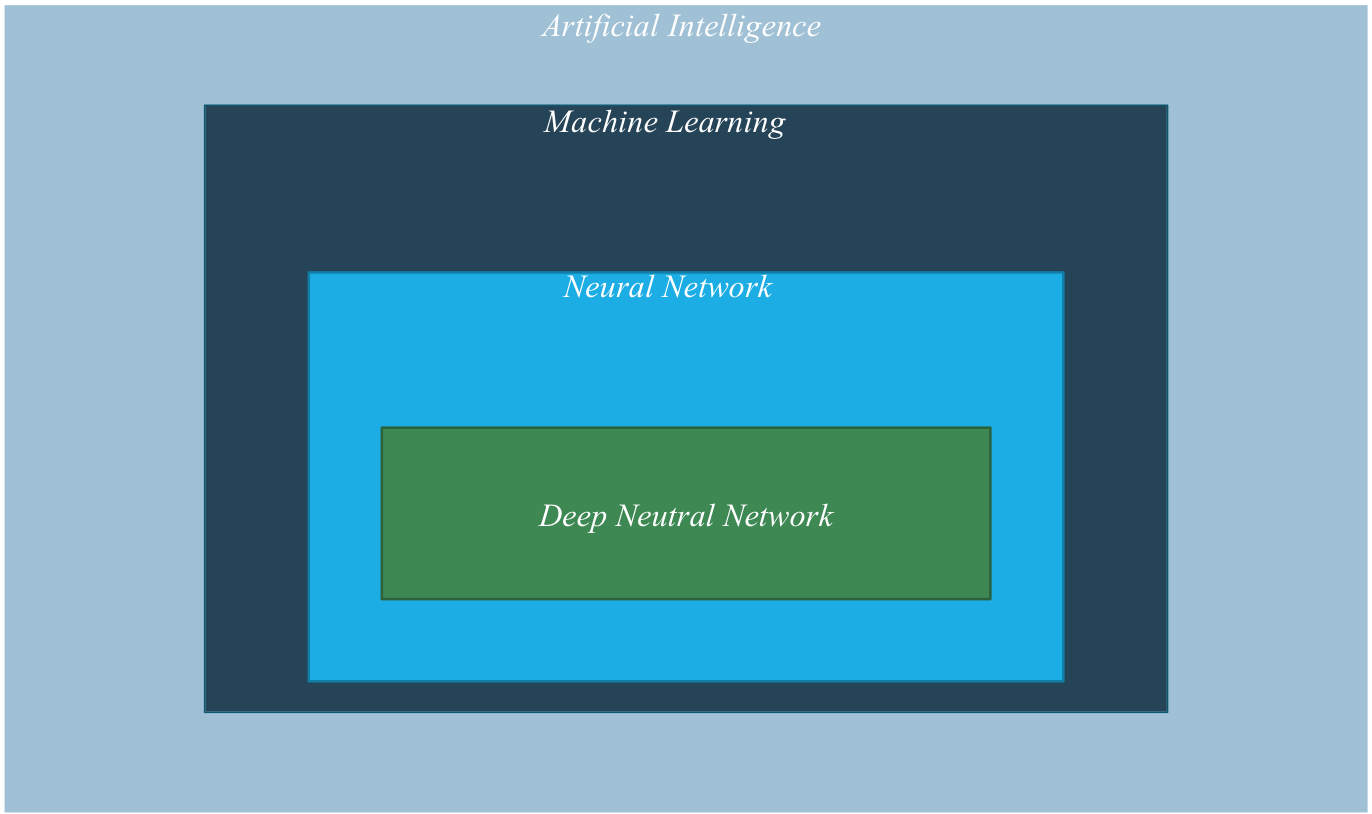 Artificial Intelligence
Machine Learning
Neural Network
Deep Neutral Network